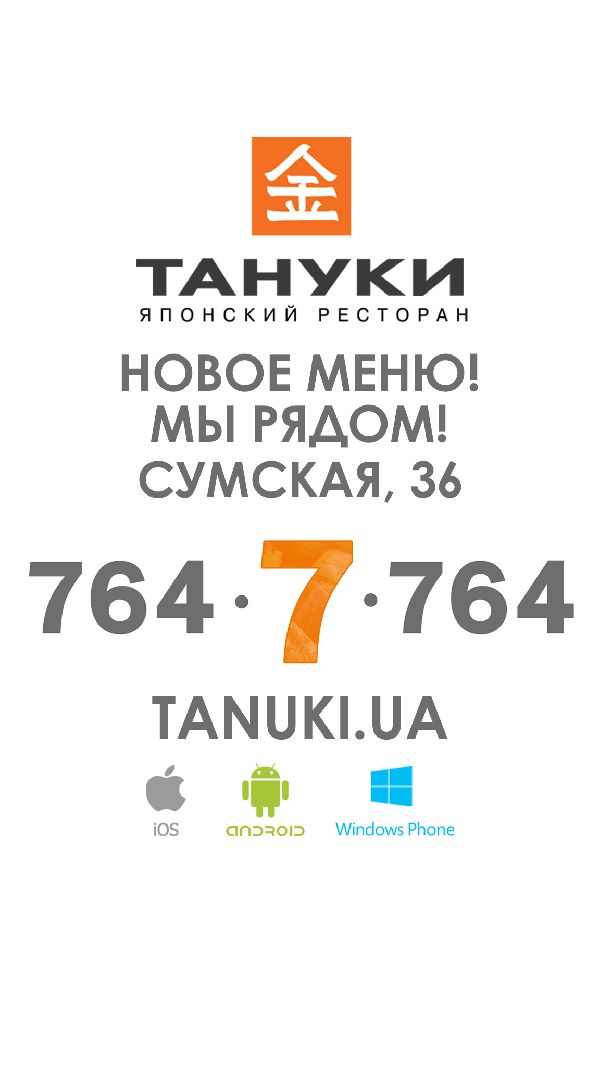 金
ТАНУКИ
ЯПОНСКИЙ РЕСТОРАН
НОВОЕ МЕНЮ!
МЫ РЯДОМ!
СУМСКАЯ, 36
764·7·764
TANUKI.UA
iOS ANDROID Windows Phone